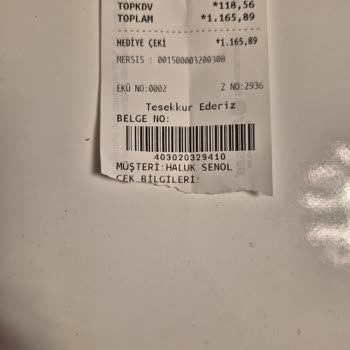 TOPKDV *118,56
TOPLAM *1.165,89
HEDİYE ÇEKİ *1.165,89
MERSIS : 001500003200308
EKÜ NO:0002 Z NO:2936
Tesekkur Ederiz
BELGE NO:
403020329410
MÜŞTERİ:HALUK SENOL
ÇEK BİLGİLERİ: